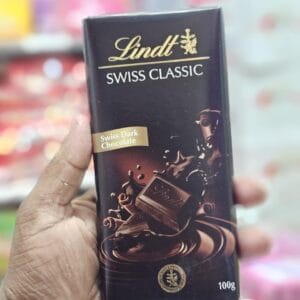 Lindt
SWISS CLASSIC
Swiss Dark
Chocolate
100g